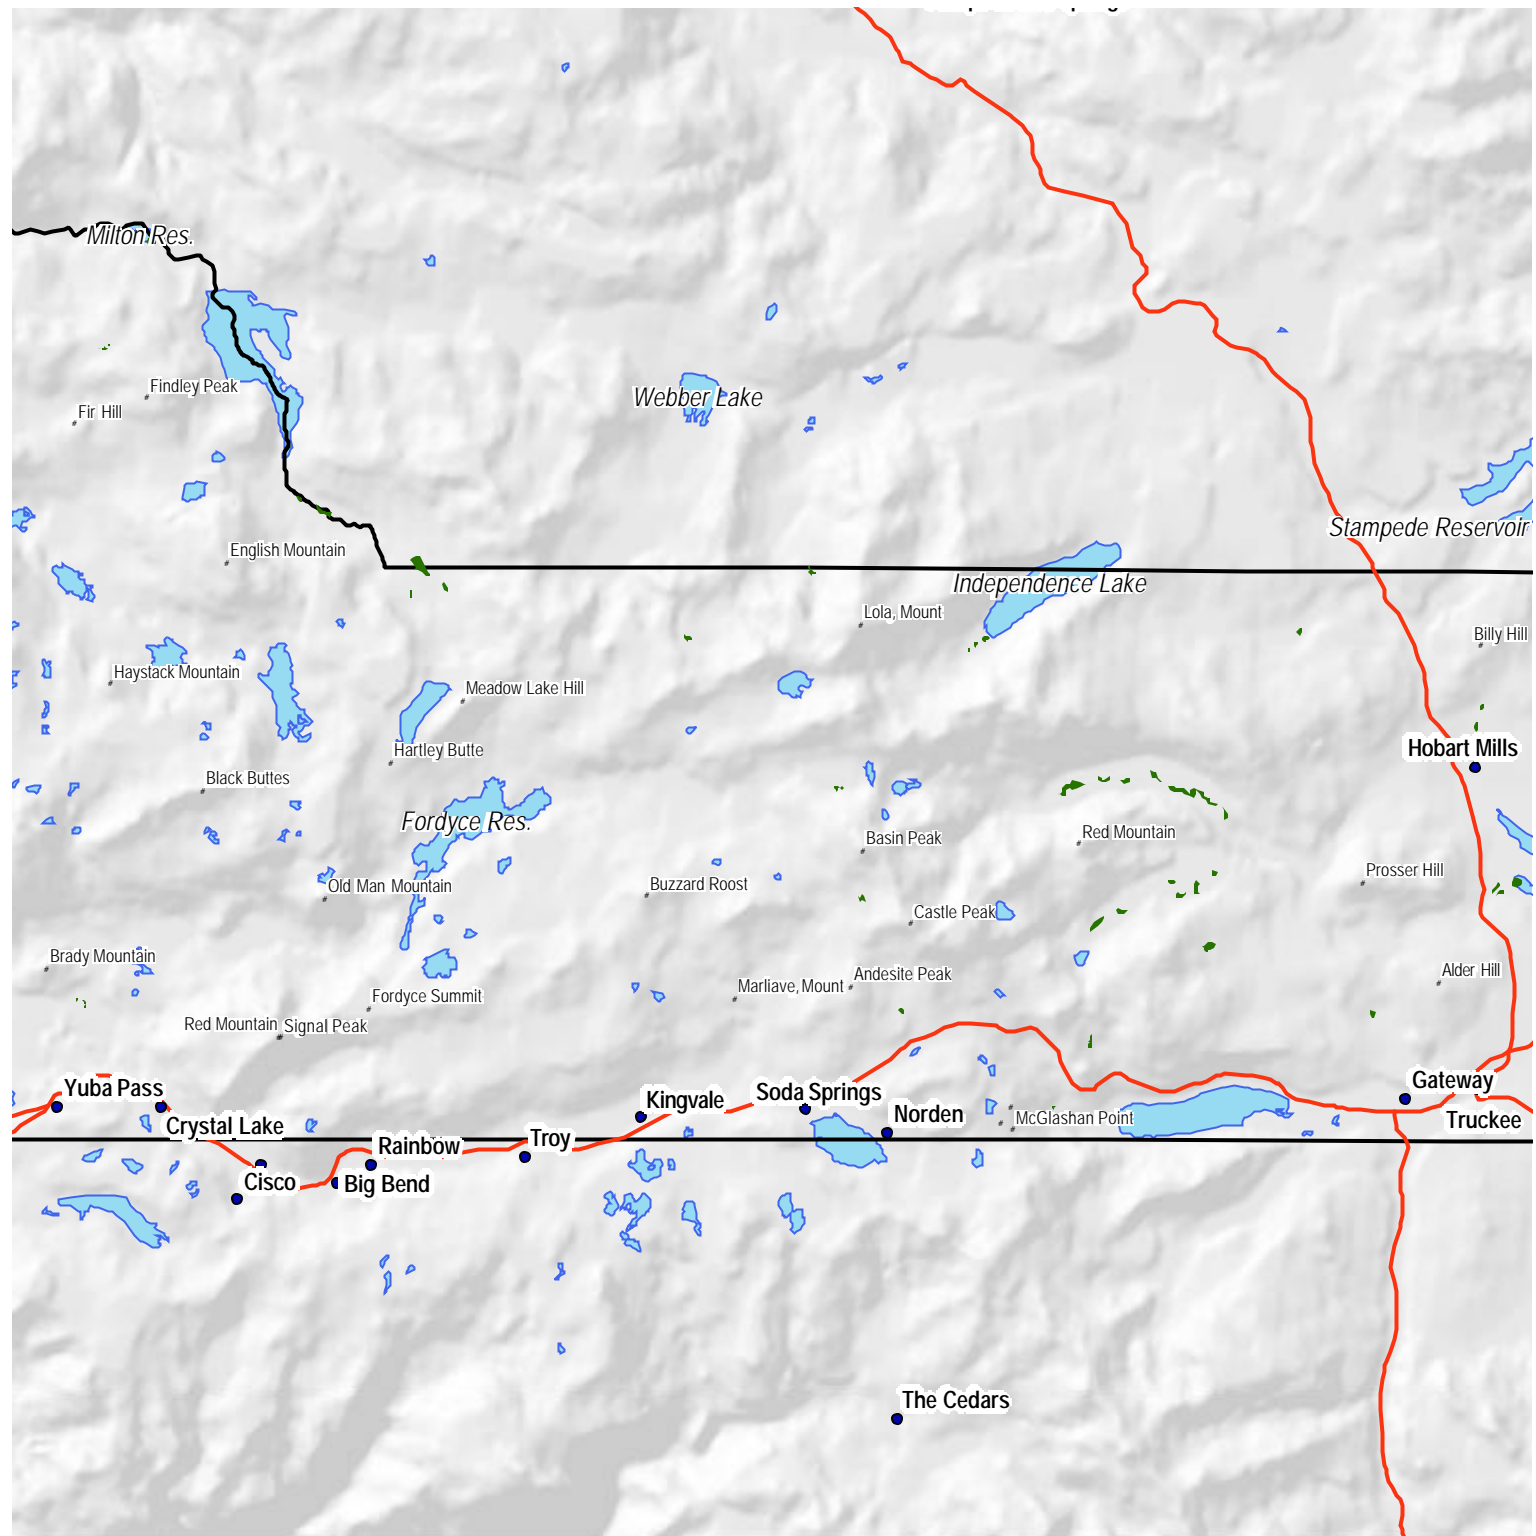 Milton Res.
Findley Peak
Webber Lake
Fir Hill
Stampede Reservoir
English Mountain
Independence Lake
Lola, Mount
Billy Hill
Haystack Mountain
Meadow Lake Hill
Hartley Butte
Hobart Mills
Black Buttes
Fordyce Res.
Red Mountain
Basin Peak
Prosser Hill
Old Man Mountain
Buzzard Roost
Castle Peak
Brady Mountain
Alder Hill
Andesite Peak
Marliave, Mount
Fordyce Summit
Red Mountain
Signal Peak
Gateway
Yuba Pass
Soda Springs
Kingvale
Norden
McGlashan Point
Truckee
Crystal Lake
Troy
Rainbow
Cisco
Big Bend
The Cedars